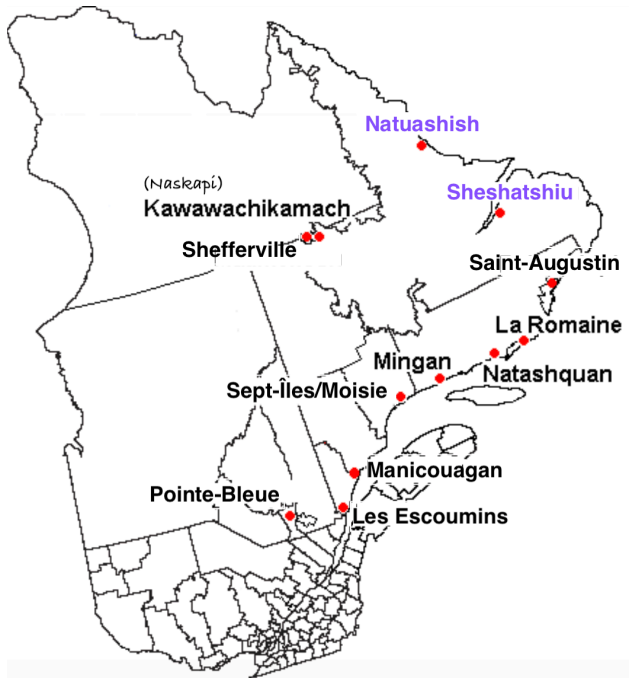 Natuashish
(Naskapi)
Sheshatshiu
Kawawachikamach
Shefferville
Saint-Augustin
La Romaine
Mingan
Natashquan
Sept-Îles/Moisie
Manicouagan
Pointe-Bleue
Les Escoumins